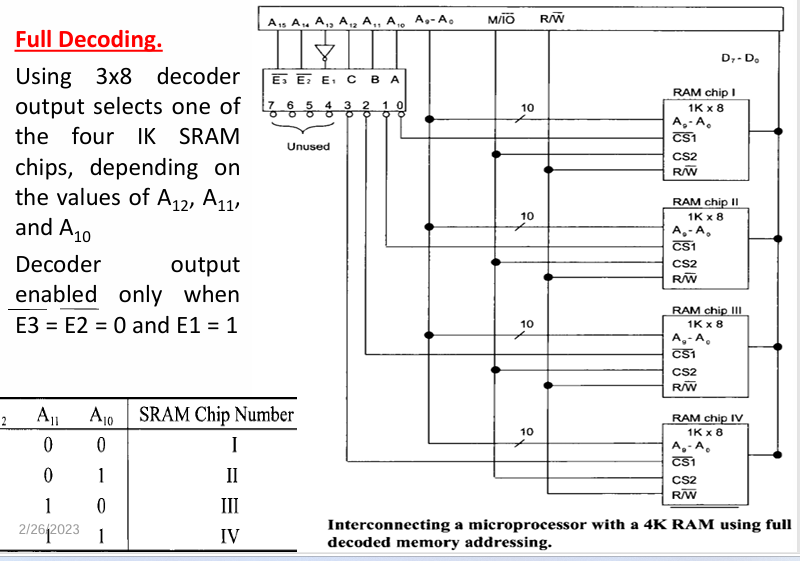 Full Decoding.
Using 3x8 decoder
output selects one of
the four IK SRAM
chips, depending on
the values of A12, A11,
and A10
Decoder output
enabled only when
E3 = E2 = 0 and E1 = 1
2 A11 A10 SRAM Chip Number
0 0 I
0 1 II
1 0 III
1 1 IV
2/26/2023
A15 A14 A13 A12 A11 A10 A9-A0 M/IO R/W
D7-D0
E3 E2 E1 C B A
7 6 5 4 3 2 1 0
Unused
10
RAM chip I
1K x 8
A9-A0
CS1
CS2
R/W
10
RAM chip II
1K x 8
A9-A0
CS1
CS2
R/W
10
RAM chip III
1K x 8
A9-A0
CS1
CS2
R/W
10
RAM chip IV
1K x 8
A9-A0
CS1
CS2
R/W
Interconnecting a microprocessor with a 4K RAM using full
decoded memory addressing.